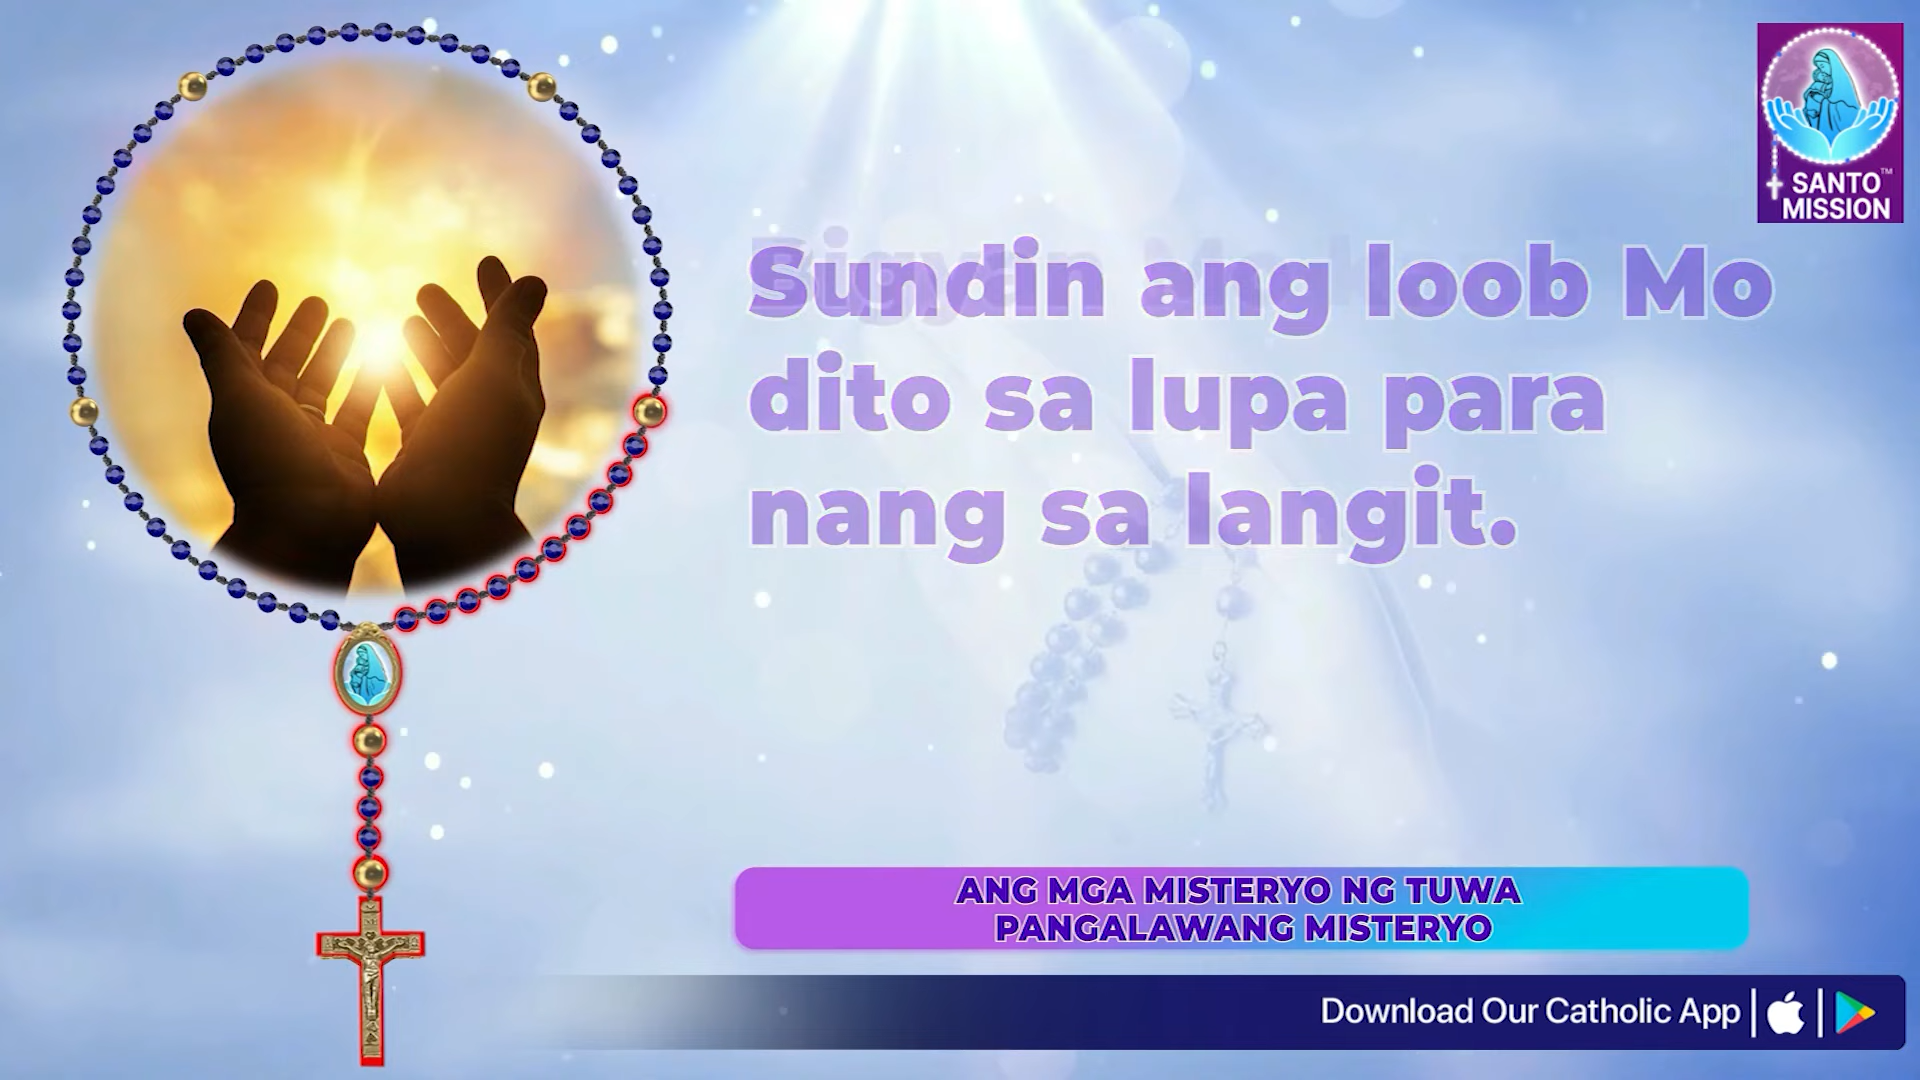 SANTO™
MISSION
Sundin ang loob Mo
dito sa lupa para
nang sa langit.
ANG MGA MISTERYO NG TUWA
PANGALAWANG MISTERYO
Download Our Catholic App